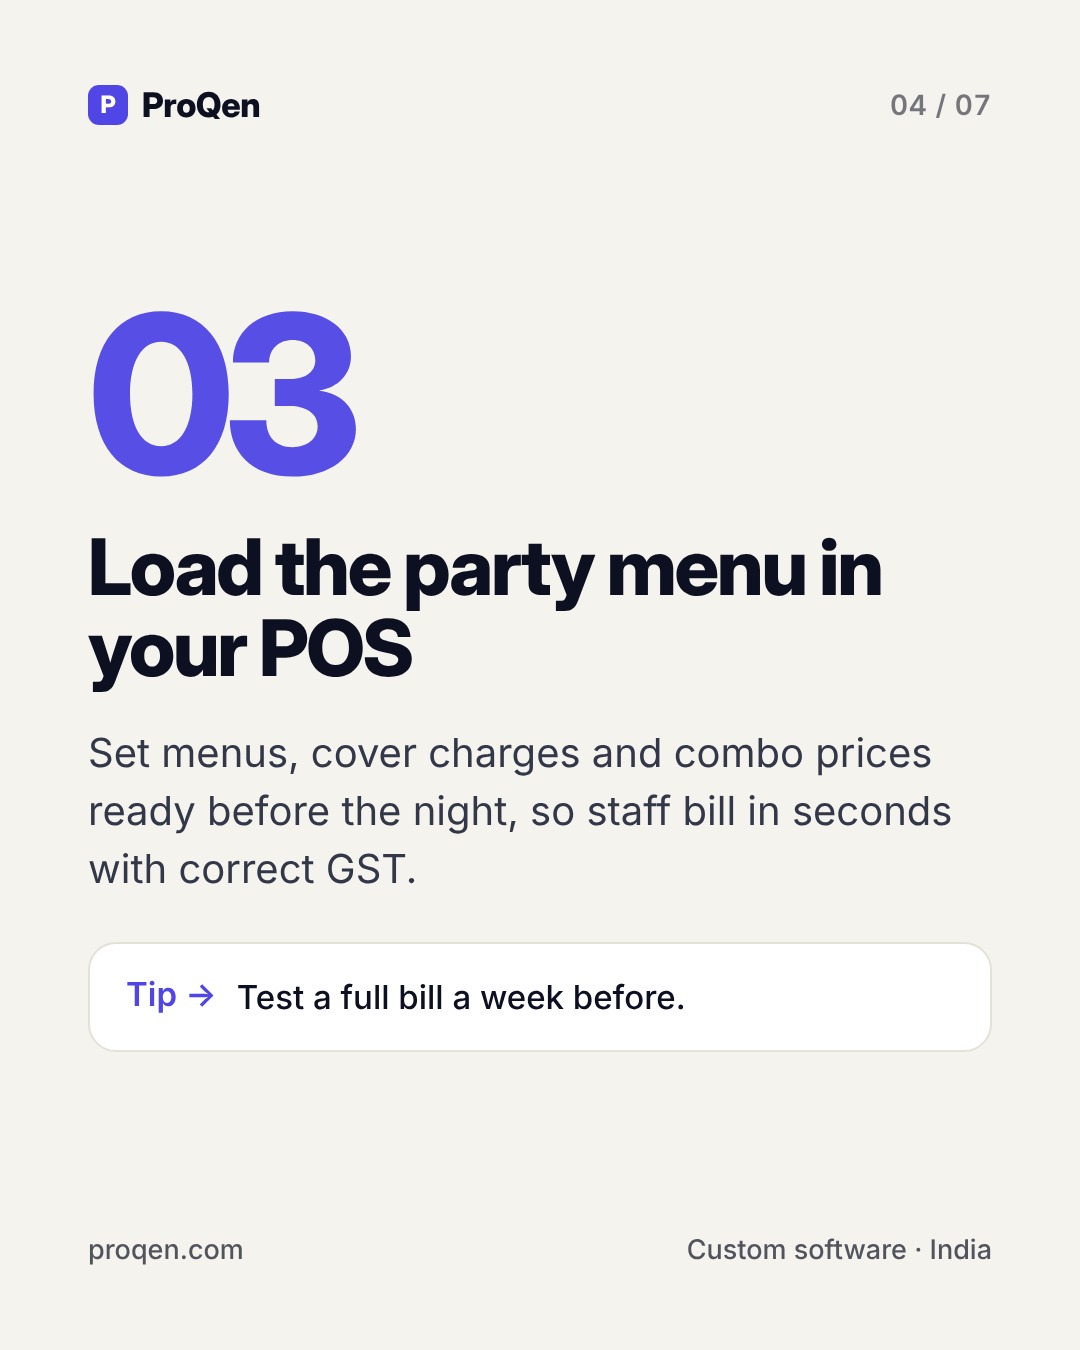 P ProQen
04 / 07
03
Load the party menu in
your POS
Set menus, cover charges and combo prices
ready before the night, so staff bill in seconds
with correct GST.
Tip → Test a full bill a week before.
proqen.com
Custom software · India